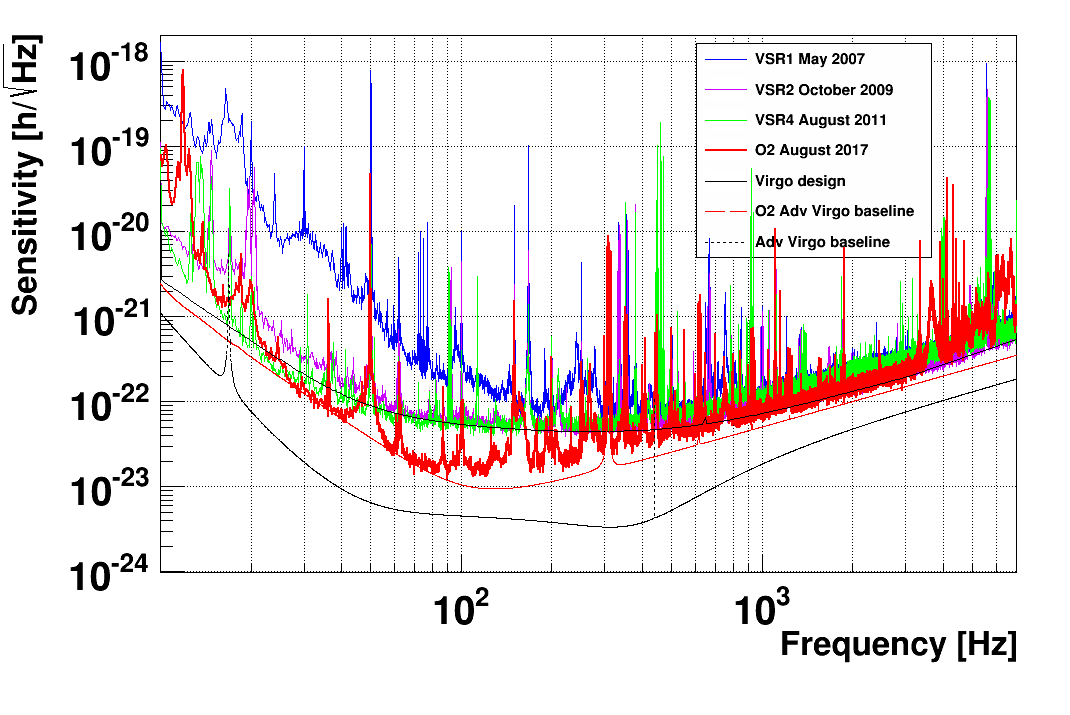 Sensitivity [h/√Hz]
10-18
10-19
10-20
10-21
10-22
10-23
10-24
VSR1 May 2007
VSR2 October 2009
VSR4 August 2011
O2 August 2017
Virgo design
O2 Adv Virgo baseline
Adv Virgo baseline
10²
10³
Frequency [Hz]